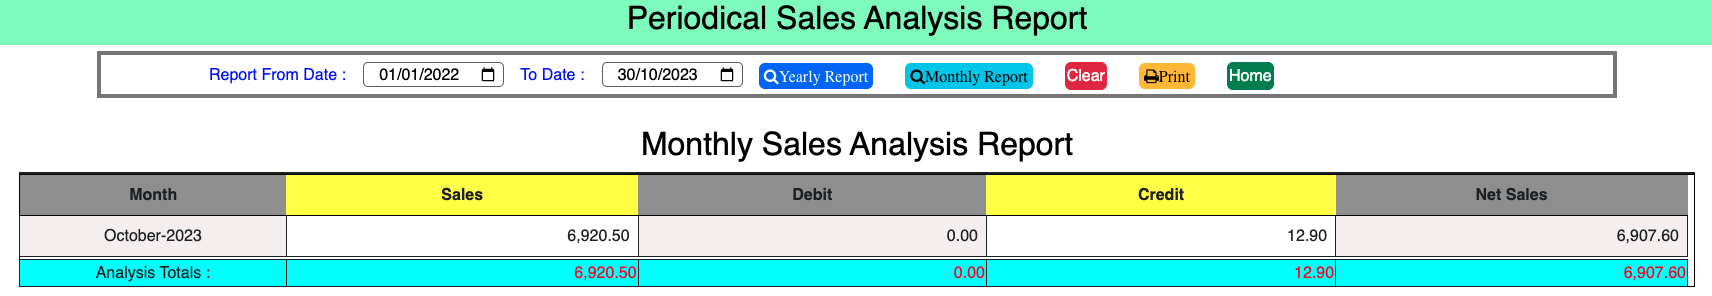 Periodical Sales Analysis Report
Report From Date : 01/01/2022 To Date : 30/10/2023 Yearly Report Monthly Report Clear Print Home
Monthly Sales Analysis Report
Month Sales Debit Credit Net Sales
October-2023 6,920.50 0.00 12.90 6,907.60
Analysis Totals : 6,920.50 0.00 12.90 6,907.60